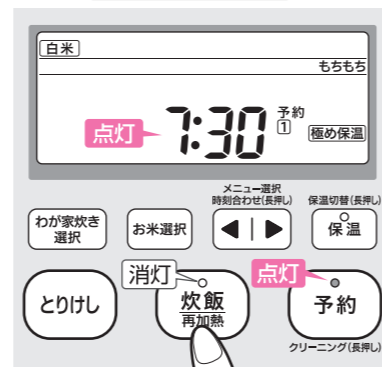 白米
もちもち
点灯
7:30
予約
1
極め保温
メニュー選択
時刻合わせ(長押し)
保温切替(長押し)
わが家炊き
選択
お米選択
◀ | ▶
保温
消灯
点灯
とりけし
炊飯
再加熱
予約
クリーニング(長押し)